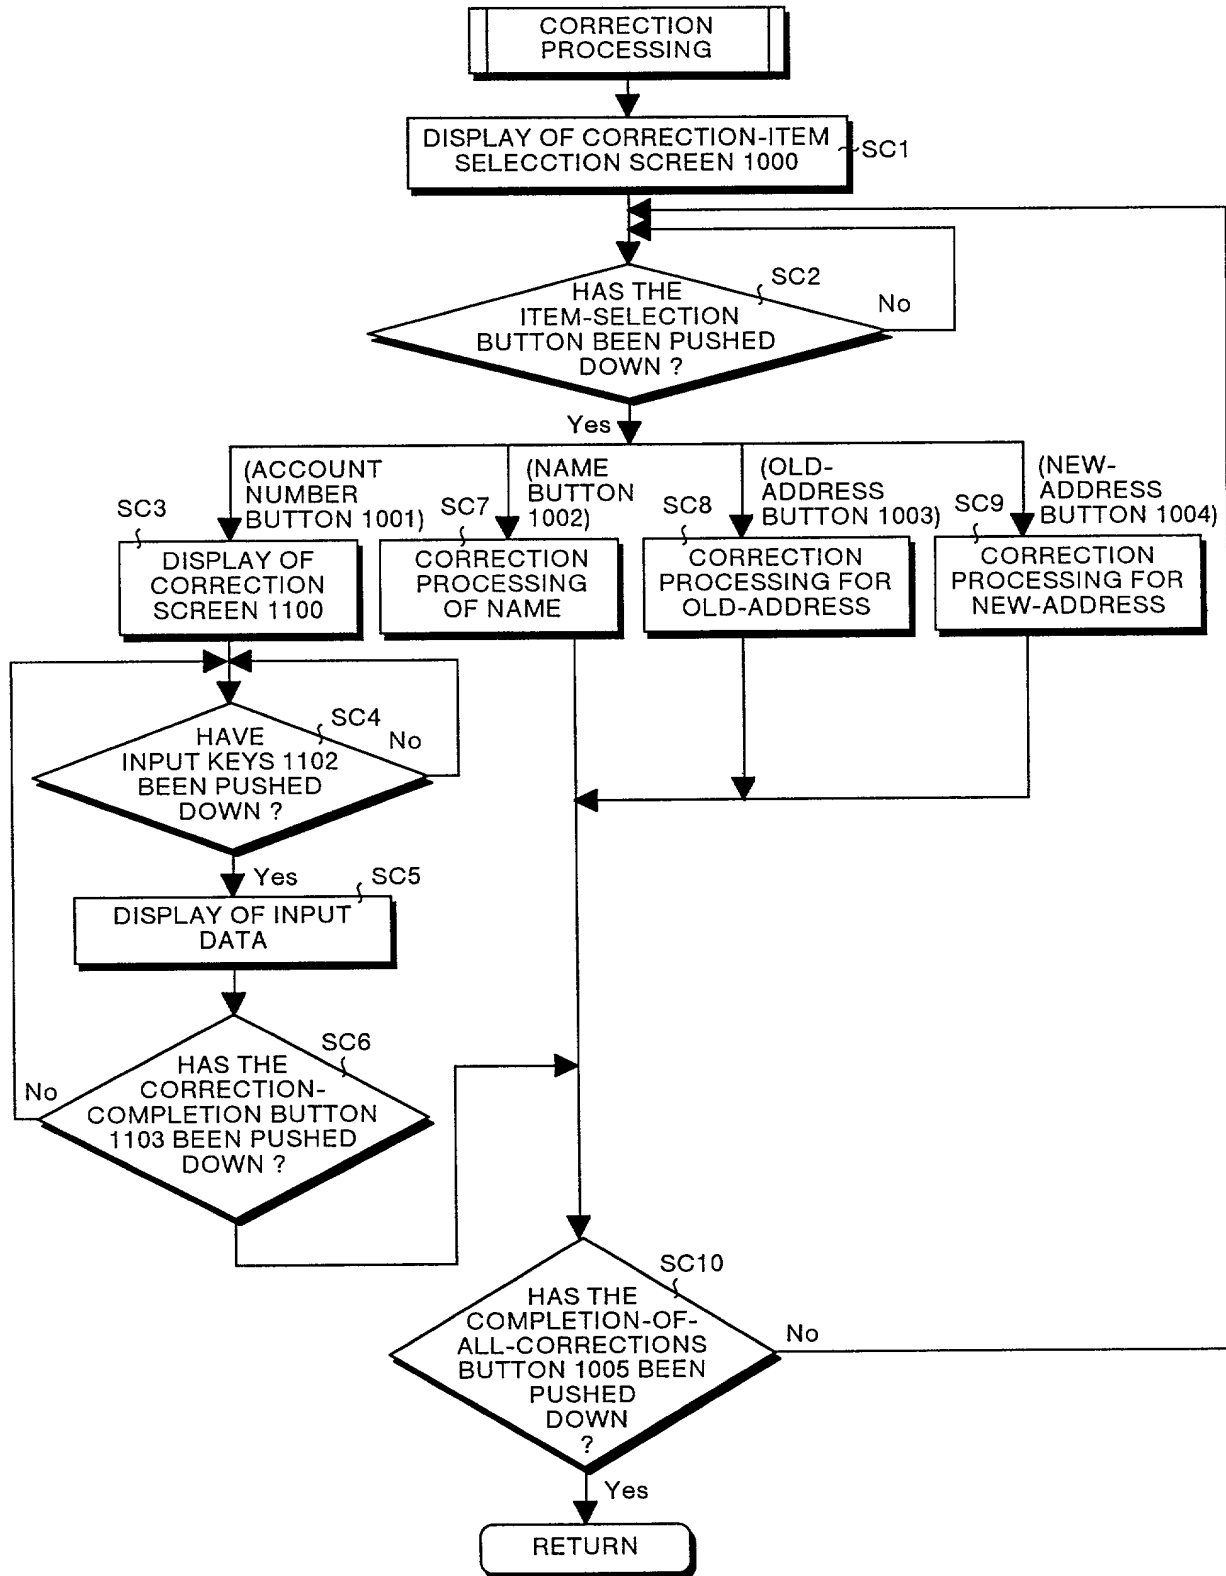 CORRECTION
PROCESSING
DISPLAY OF CORRECTION-ITEM
SELECCTION SCREEN 1000
SC1
SC2
HAS THE
ITEM-SELECTION
BUTTON BEEN PUSHED
DOWN ?
No
Yes
(ACCOUNT
NUMBER
BUTTON 1001)
(NAME
BUTTON
1002)
(OLD-
ADDRESS
BUTTON 1003)
(NEW-
ADDRESS
BUTTON 1004)
SC3
DISPLAY OF
CORRECTION
SCREEN 1100
SC7
CORRECTION
PROCESSING
OF NAME
SC8
CORRECTION
PROCESSING FOR
OLD-ADDRESS
SC9
CORRECTION
PROCESSING FOR
NEW-ADDRESS
SC4
HAVE
INPUT KEYS 1102
BEEN PUSHED
DOWN ?
No
Yes
SC5
DISPLAY OF INPUT
DATA
SC6
HAS THE
CORRECTION-
COMPLETION BUTTON
1103 BEEN PUSHED
DOWN ?
No
SC10
HAS THE
COMPLETION-OF-
ALL-CORRECTIONS
BUTTON 1005 BEEN
PUSHED
DOWN
?
No
Yes
RETURN